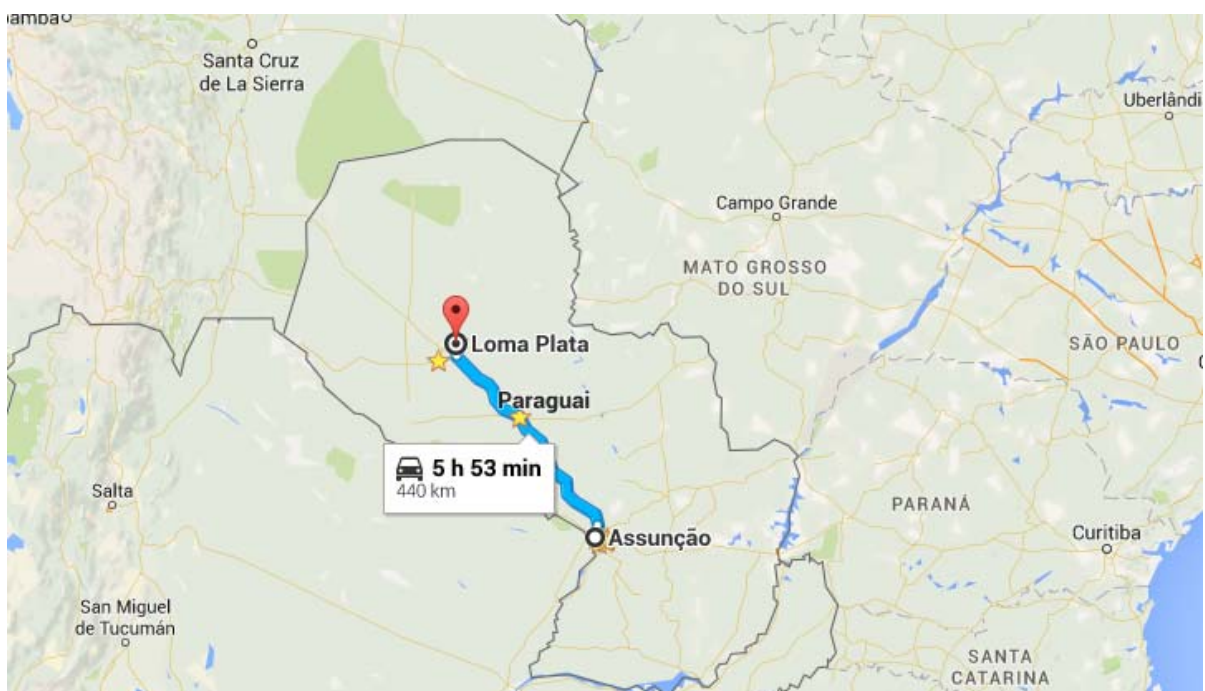 Santa Cruz
de La Sierra
Uberlândi
Campo Grande
MATO GROSSO
DO SUL
Loma Plata
SÃO PAULO
Paraguai
5 h 53 min
440 km
Salta
PARANÁ
Assunção
Curitiba
San Miguel
de Tucumán
SANTA
CATARINA